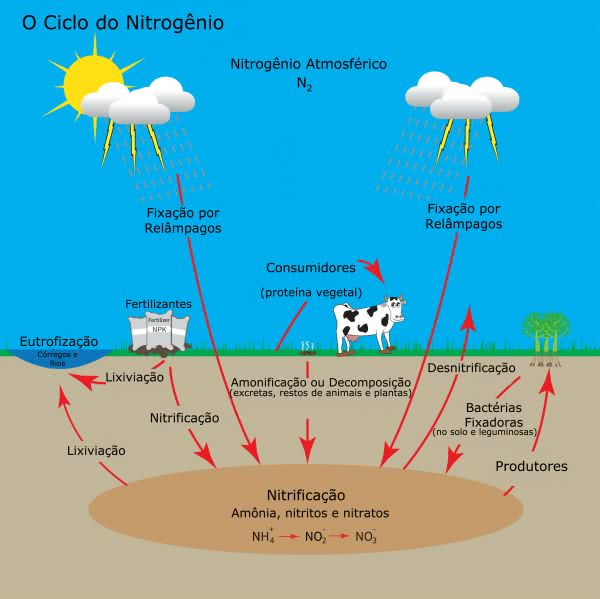 O Ciclo do Nitrogênio
Nitrogênio Atmosférico
N2
Fixação por
Relâmpagos
Fixação por
Relâmpagos
Consumidores
(proteína vegetal)
Fertilizantes
Fertilizer
NPK
Eutrofização
Córregos e
Rios
Lixiviação
Amonificação ou Decomposição
(excretas, restos de animais e plantas)
Desnitrificação
Nitrificação
Bactérias
Fixadoras
(no solo e leguminosas)
Lixiviação
Produtores
Nitrificação
Amônia, nitritos e nitratos
NH4+ → NO2- → NO3-